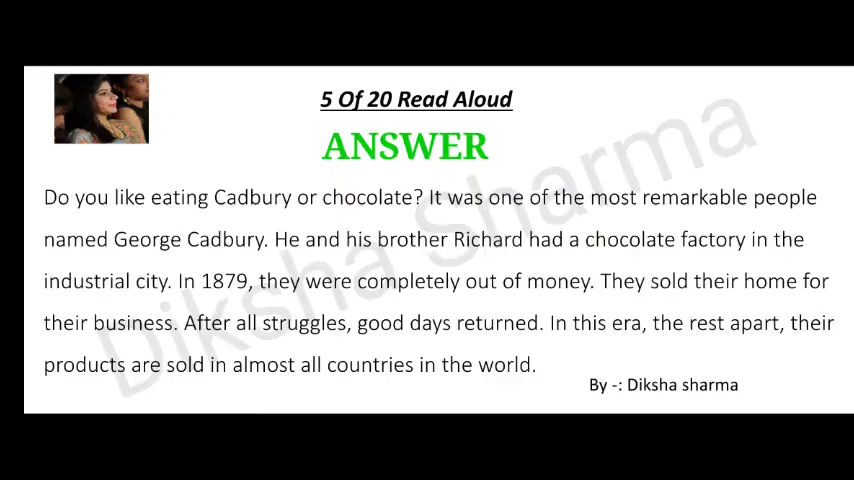 5 Of 20 Read Aloud
ANSWER
Do you like eating Cadbury or chocolate? It was one of the most remarkable people
named George Cadbury. He and his brother Richard had a chocolate factory in the
industrial city. In 1879, they were completely out of money. They sold their home for
their business. After all struggles, good days returned. In this era, the rest apart, their
products are sold in almost all countries in the world.
By -: Diksha sharma
Diksha Sharma